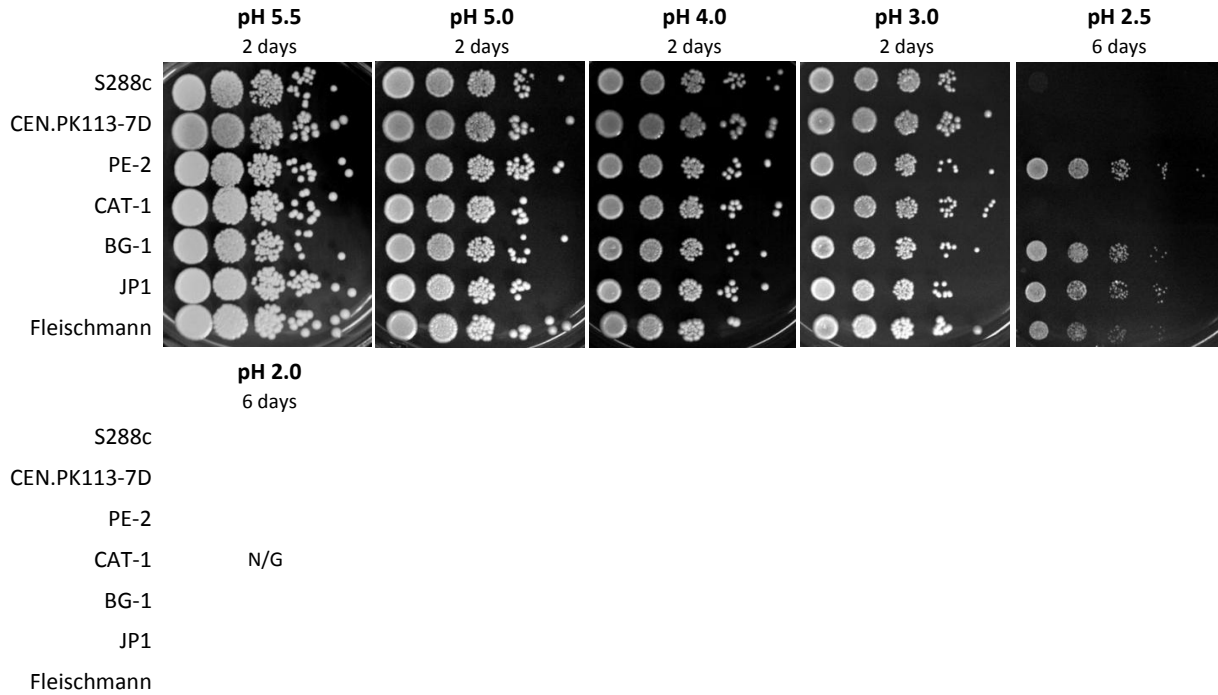 pH 5.5 pH 5.0 pH 4.0 pH 3.0 pH 2.5
2 days 2 days 2 days 2 days 6 days
S288c
CEN.PK113-7D
PE-2
CAT-1
BG-1
JP1
Fleischmann
pH 2.0
6 days
S288c
CEN.PK113-7D
PE-2
CAT-1 N/G
BG-1
JP1
Fleischmann